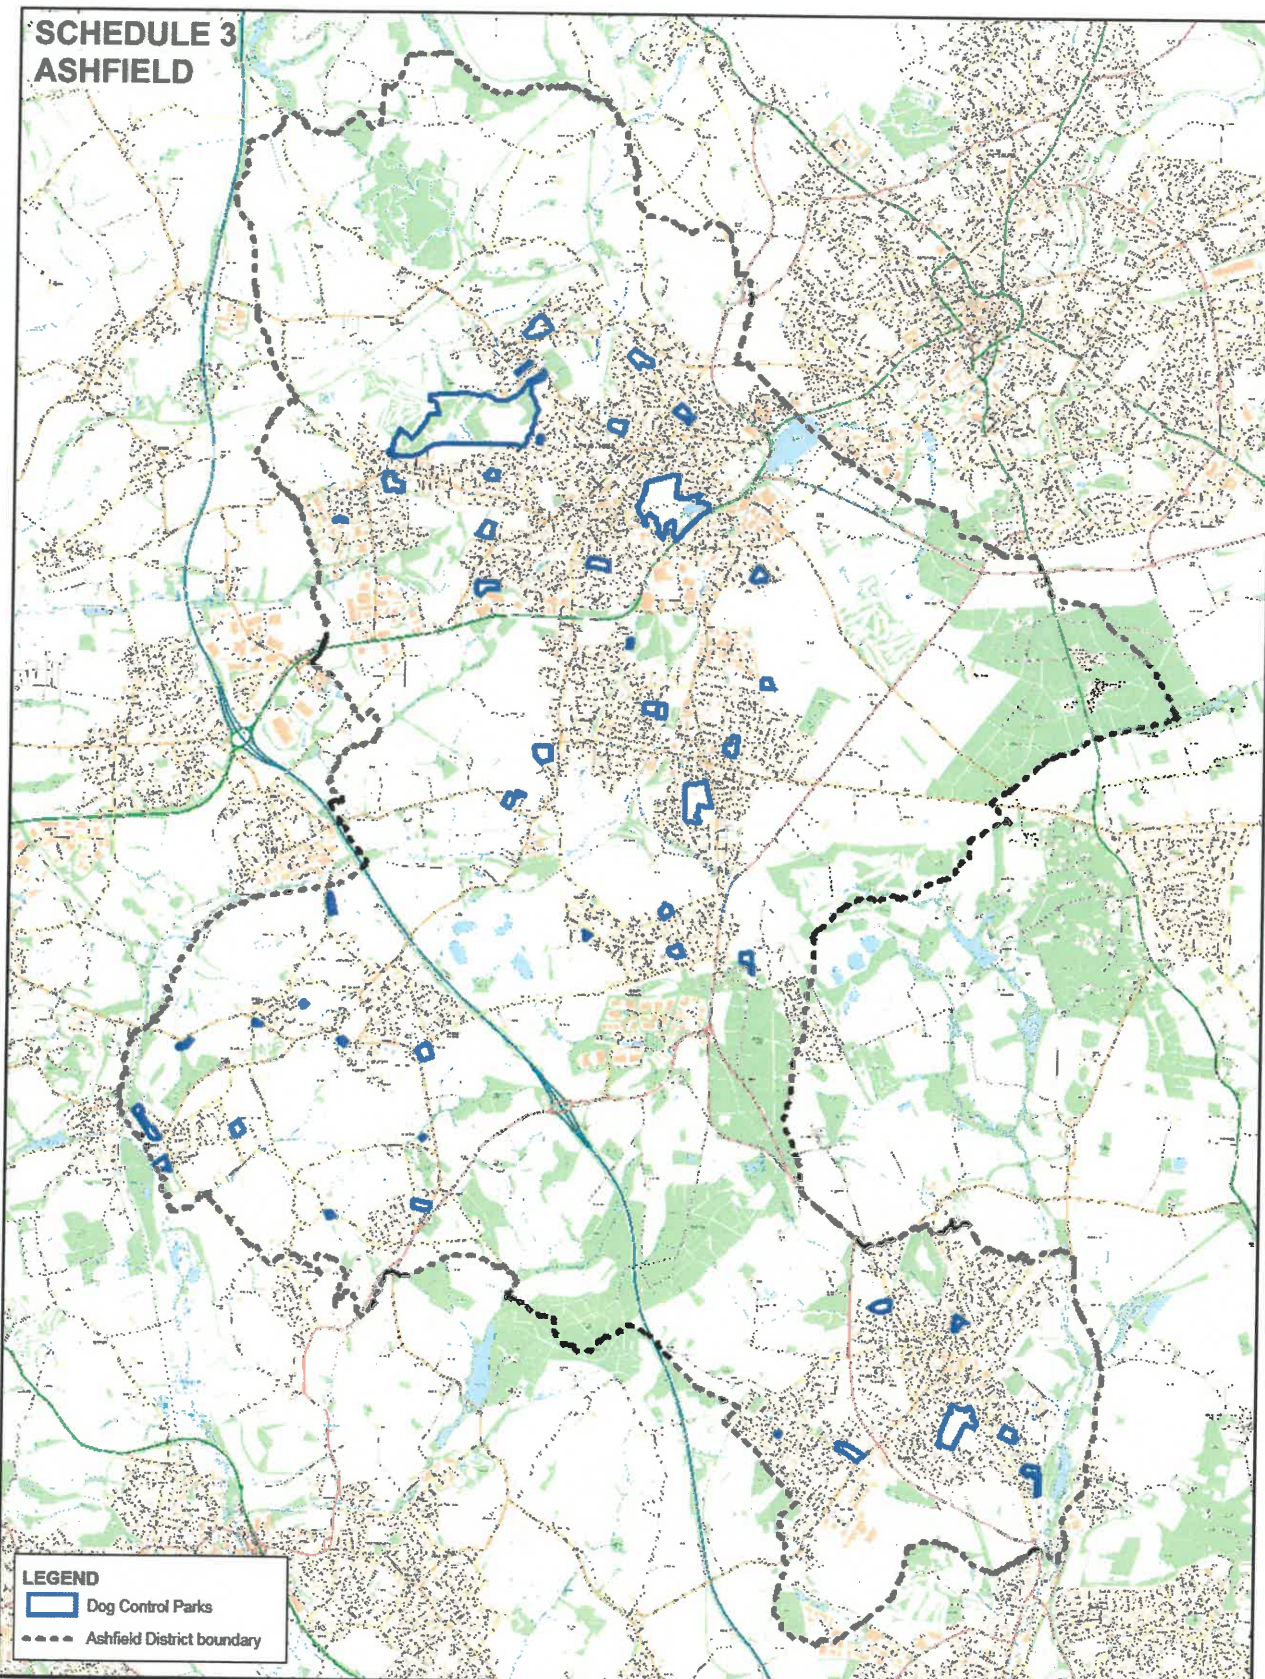 SCHEDULE 3
ASHFIELD
LEGEND
Dog Control Parks
Ashfield District boundary